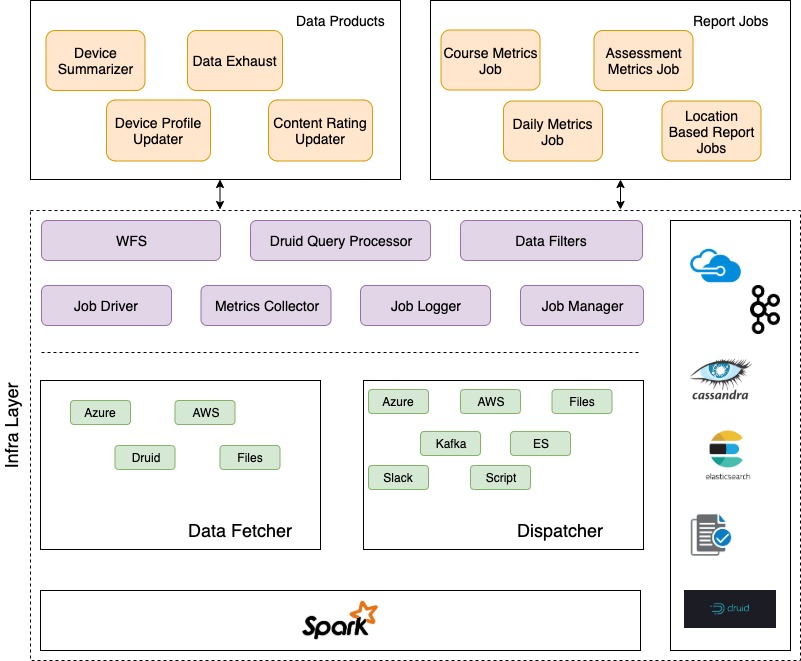 Data Products
Device
Summarizer
Data Exhaust
Device Profile
Updater
Content Rating
Updater
Report Jobs
Course Metrics
Job
Assessment
Metrics Job
Daily Metrics
Job
Location
Based Report
Jobs
Infra Layer
WFS
Druid Query Processor
Data Filters
Job Driver
Metrics Collector
Job Logger
Job Manager
Azure
AWS
Druid
Files
Data Fetcher
Azure
AWS
Files
Kafka
ES
Slack
Script
Dispatcher
Spark
cassandra
elasticsearch
druid